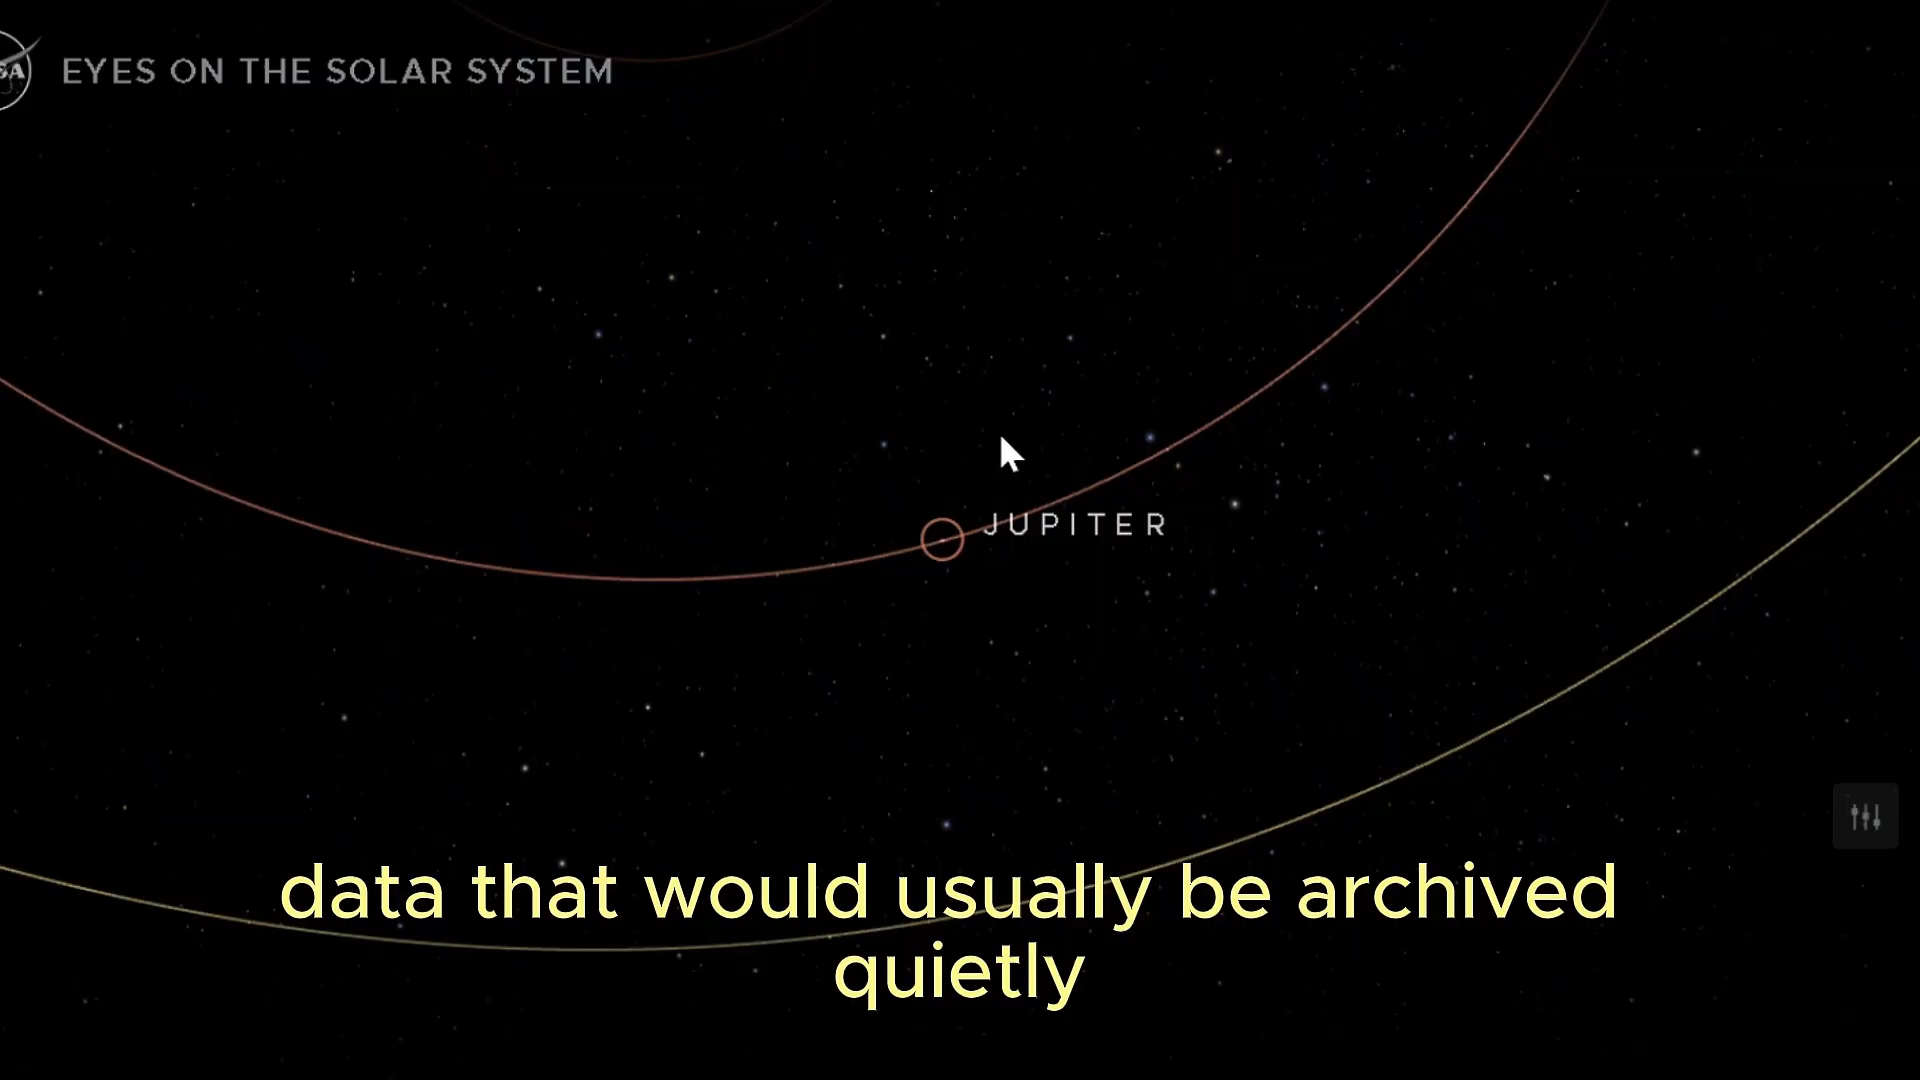 EYES ON THE SOLAR SYSTEM
JUPITER
data that would usually be archived
quietly